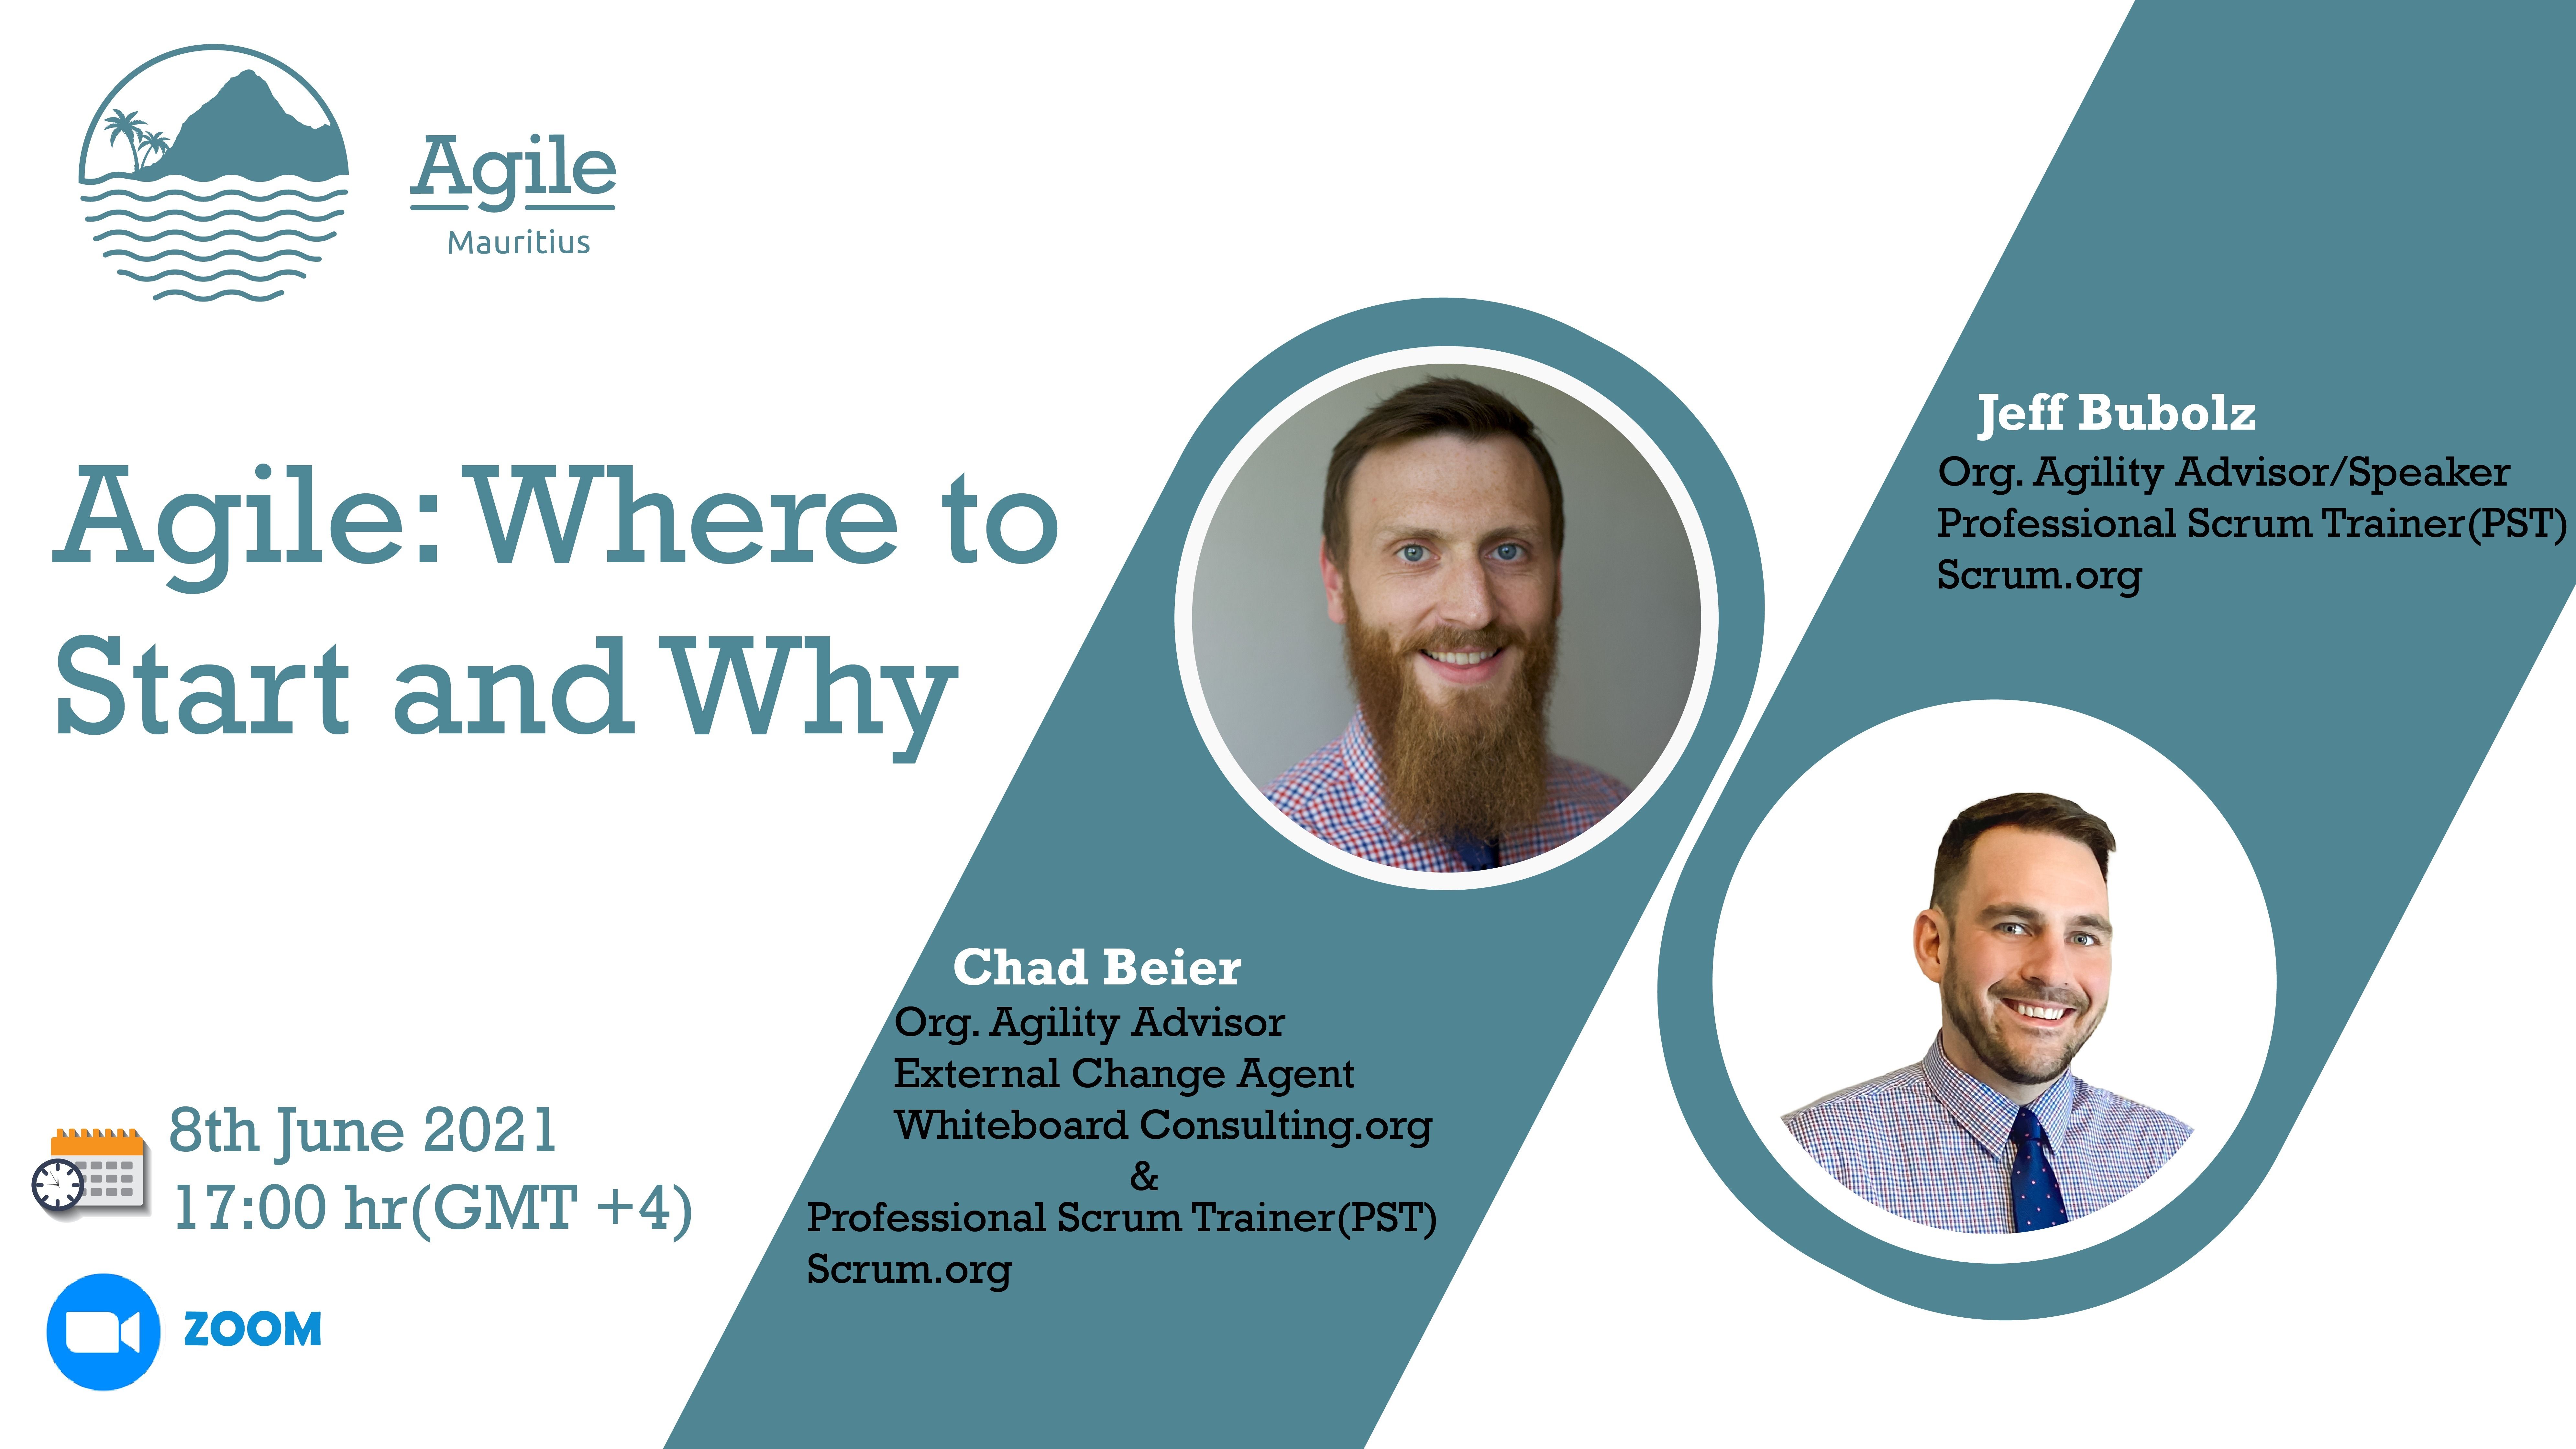 Agile
Mauritius
Agile: Where to
Start and Why
8th June 2021
17:00 hr(GMT +4)
ZOOM
Chad Beier
Org. Agility Advisor
External Change Agent
Whiteboard Consulting.org
&
Professional Scrum Trainer(PST)
Scrum.org
Jeff Bubolz
Org. Agility Advisor/Speaker
Professional Scrum Trainer(PST)
Scrum.org